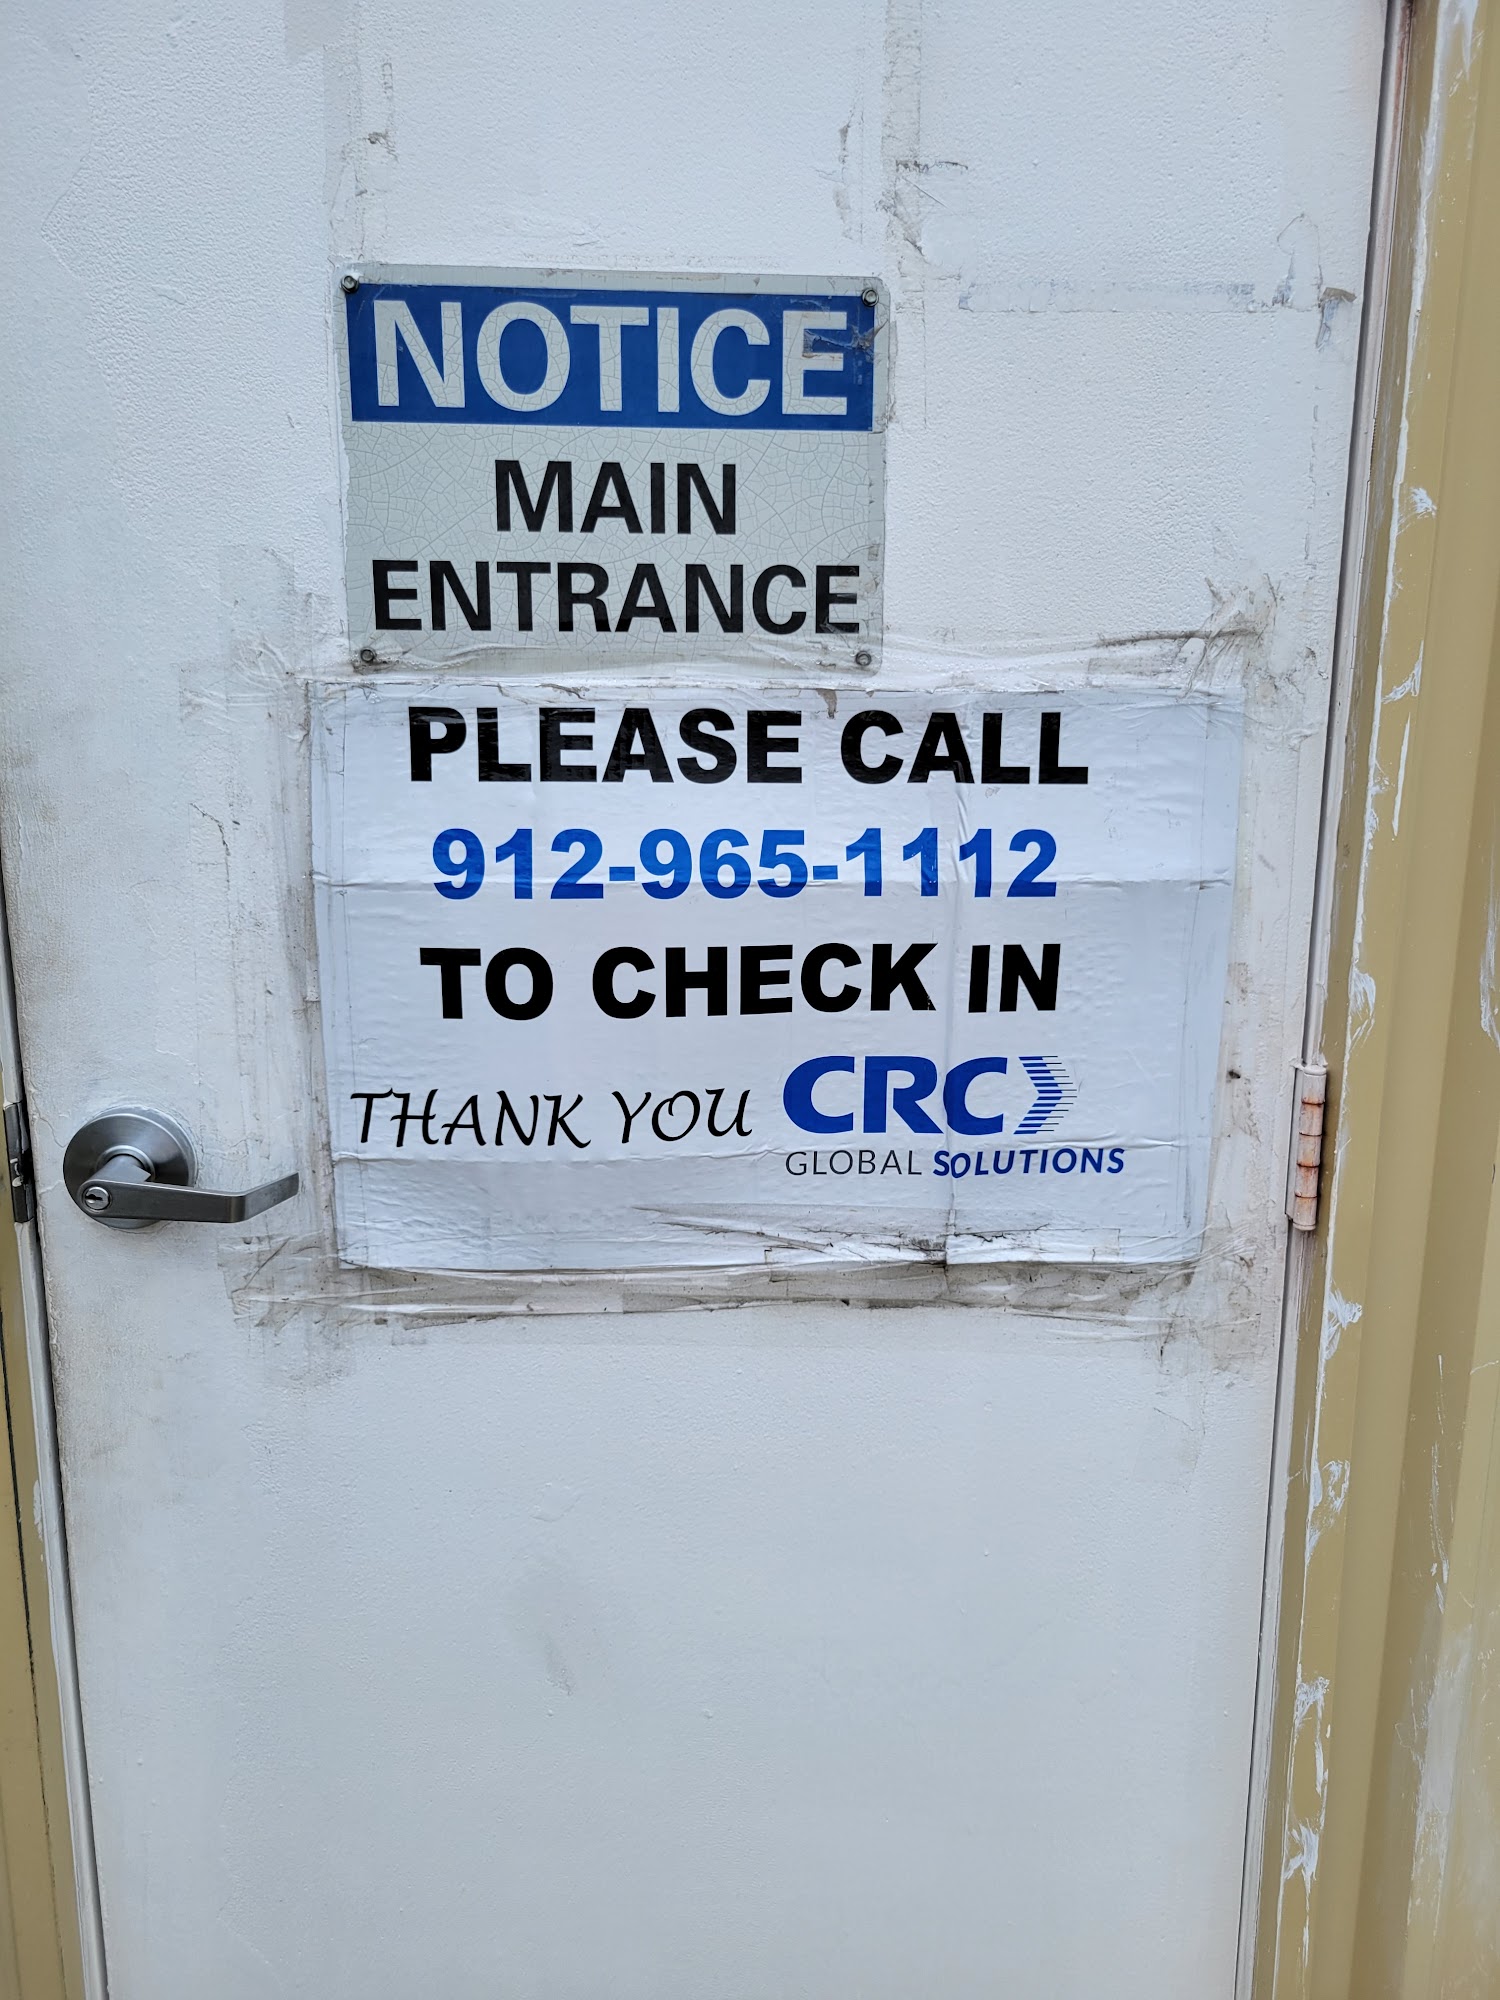 NOTICE
MAIN
ENTRANCE
PLEASE CALL
912-965-1112
TO CHECK IN
THANK YOU CRC
GLOBAL SOLUTIONS